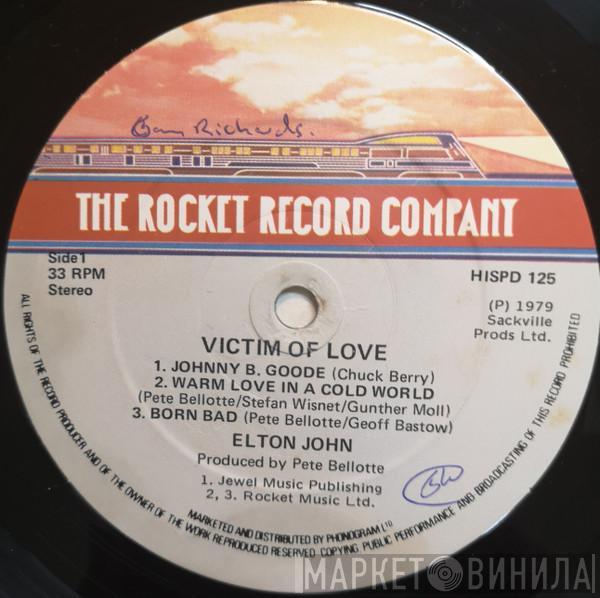 Richards.
THE ROCKET RECORD COMPANY
Side 1
33 RPM
Stereo
HISPD 125
(P) 1979
Sackville
Prods Ltd.
VICTIM OF LOVE
1. JOHNNY B. GOODE (Chuck Berry)
2. WARM LOVE IN A COLD WORLD
(Pete Bellotte/Stefan Wisnet/Gunther Moll)
3. BORN BAD (Pete Bellotte/Geoff Bastow)
ELTON JOHN
Produced by Pete Bellotte
1. Jewel Music Publishing
2, 3. Rocket Music Ltd.
MARKETED AND DISTRIBUTED BY PHONOGRAM LTD
ALL RIGHTS OF THE RECORD PRODUCER AND OF THE OWNER OF THE WORK REPRODUCED RESERVED COPYING PUBLIC PERFORMANCE AND BROADCASTING OF THIS RECORD PROHIBITED
МАРКЕТ ВИНИЛА